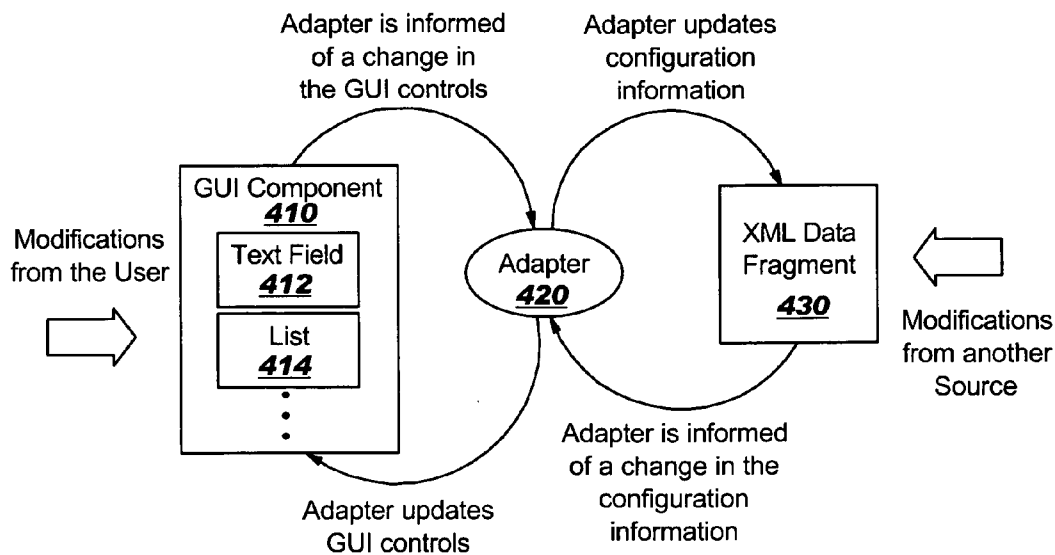 Adapter is informed
of a change in
the GUI controls
Adapter updates
configuration
information
GUI Component
410
Text Field
412
List
414
Modifications
from the User
Adapter
420
XML Data
Fragment
430
Modifications
from another
Source
Adapter updates
GUI controls
Adapter is informed
of a change in the
configuration
information